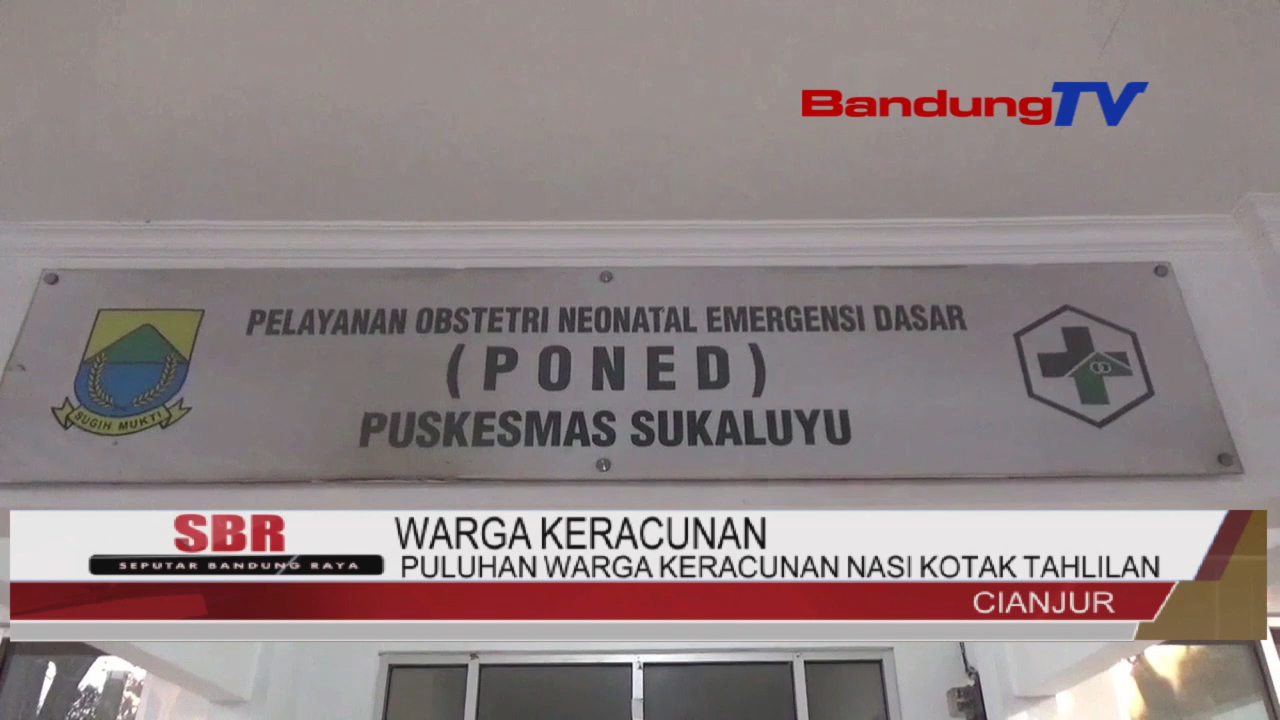 BandungTV
PELAYANAN OBSTETRI NEONATAL EMERGENSI DASAR
(PONED)
PUSKESMAS SUKALUYU
SUGIH MUKTI
SBR
SEPUTAR BANDUNG RAYA
WARGA KERACUNAN
PULUHAN WARGA KERACUNAN NASI KOTAK TAHLILAN
CIANJUR